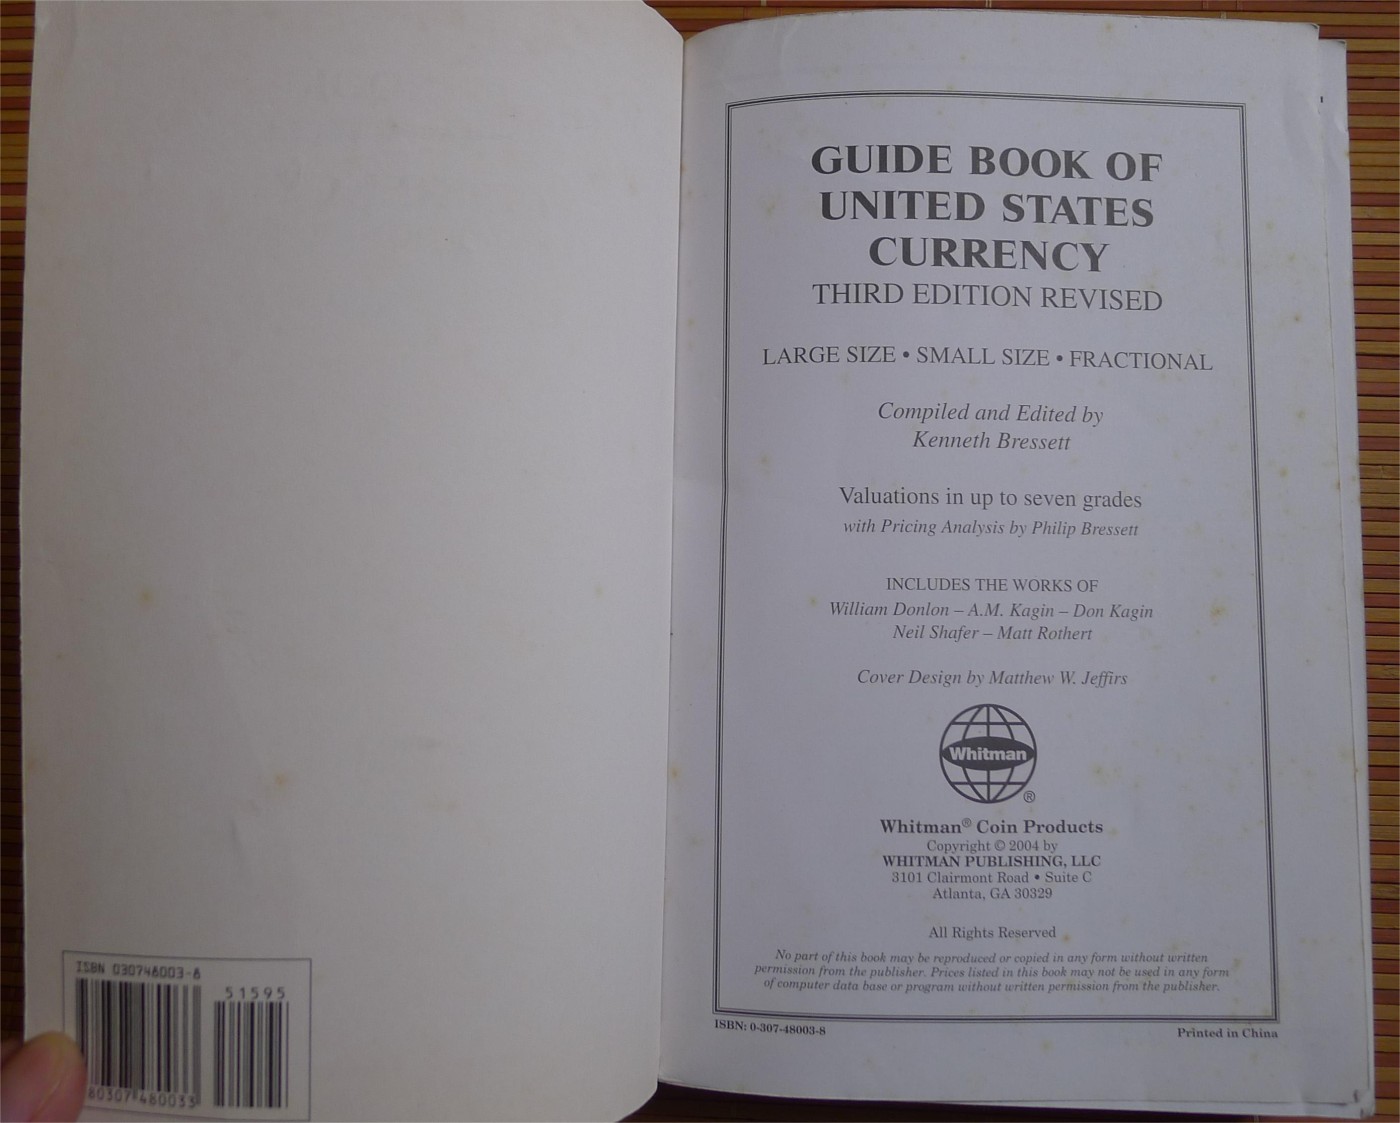 ISBN 030748003-8
51595
80307 480033
GUIDE BOOK OF
UNITED STATES
CURRENCY
THIRD EDITION REVISED
LARGE SIZE • SMALL SIZE • FRACTIONAL
Compiled and Edited by
Kenneth Bressett
Valuations in up to seven grades
with Pricing Analysis by Philip Bressett
INCLUDES THE WORKS OF
William Donlon – A.M. Kagin – Don Kagin
Neil Shafer – Matt Rothert
Cover Design by Matthew W. Jeffirs
Whitman
®
Whitman® Coin Products
Copyright © 2004 by
WHITMAN PUBLISHING, LLC
3101 Clairmont Road • Suite C
Atlanta, GA 30329
All Rights Reserved
No part of this book may be reproduced or copied in any form without written
permission from the publisher. Prices listed in this book may not be used in any form
of computer data base or program without written permission from the publisher.
ISBN: 0-307-48003-8
Printed in China